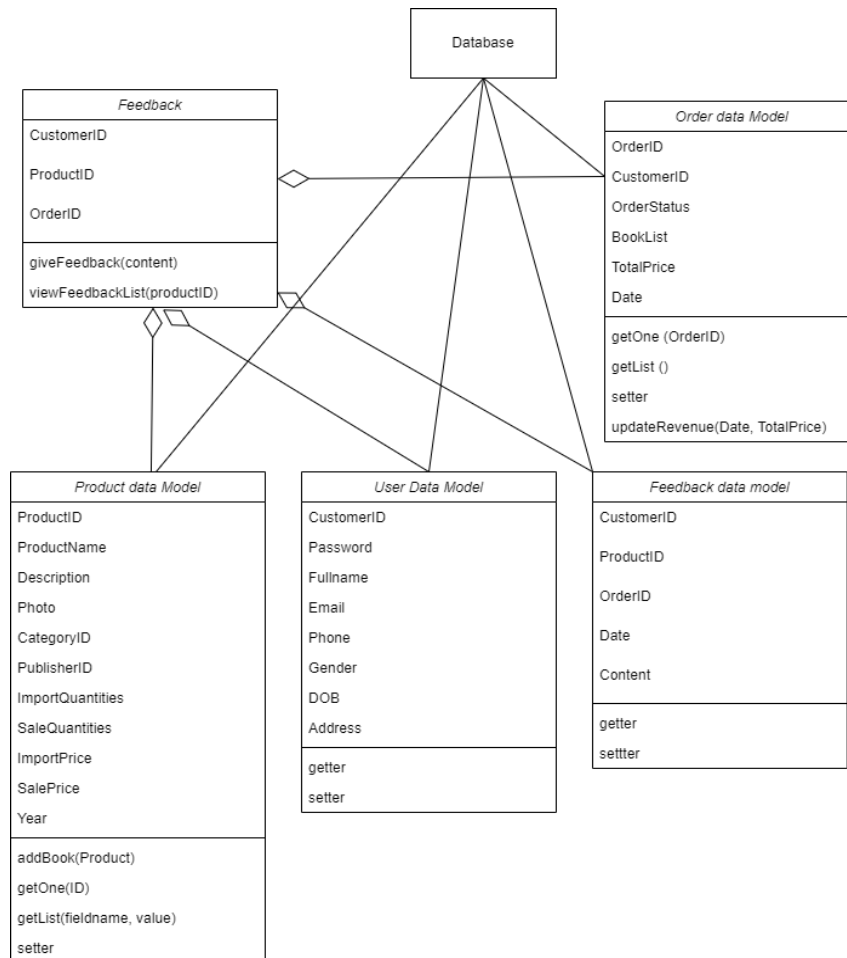 Database
Feedback
CustomerID
ProductID
OrderID
giveFeedback(content)
viewFeedbackList(productID)
Order data Model
OrderID
CustomerID
OrderStatus
BookList
TotalPrice
Date
getOne (OrderID)
getList ()
setter
updateRevenue(Date, TotalPrice)
Product data Model
ProductID
ProductName
Description
Photo
CategoryID
PublisherID
ImportQuantities
SaleQuantities
ImportPrice
SalePrice
Year
addBook(Product)
getOne(ID)
getList(fieldname, value)
setter
User Data Model
CustomerID
Password
Fullname
Email
Phone
Gender
DOB
Address
getter
setter
Feedback data model
CustomerID
ProductID
OrderID
Date
Content
getter
settter